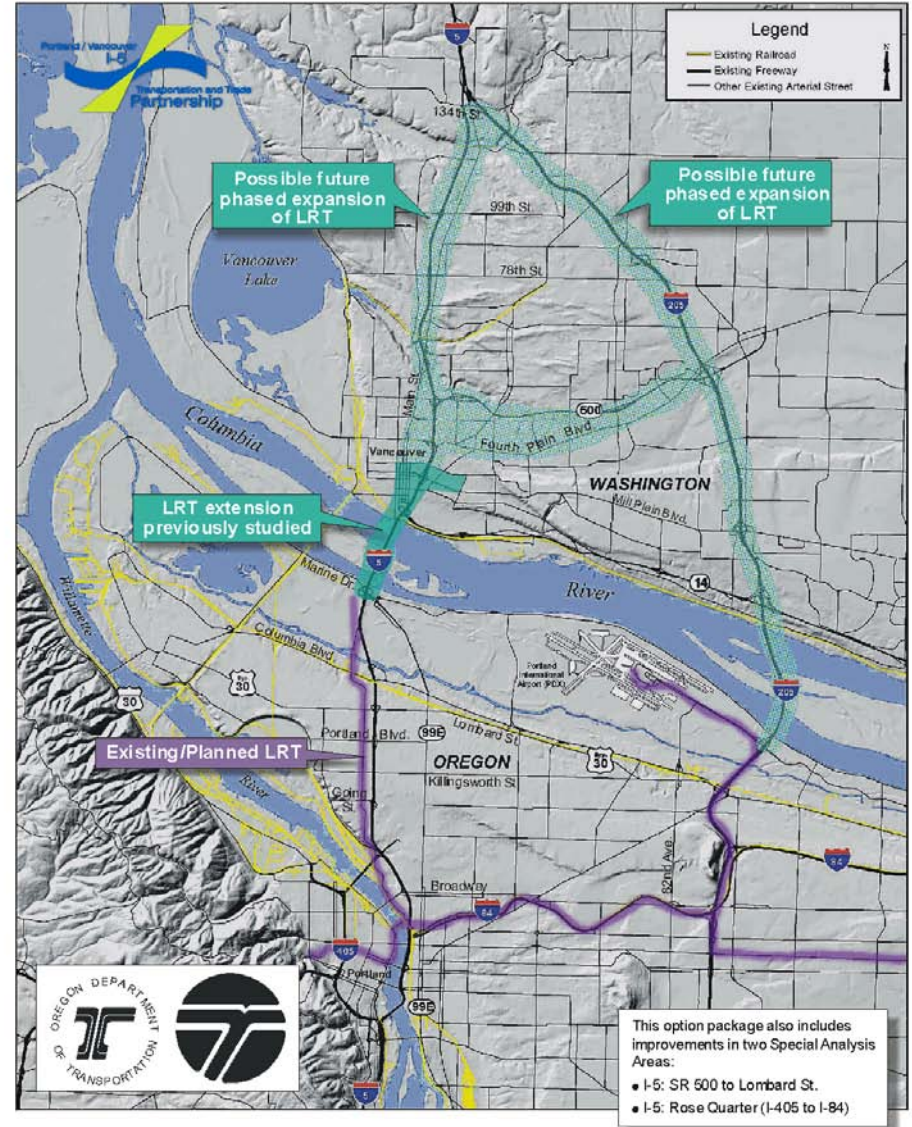 Portland / Vancouver
I-5
Transportation and Trade
Partnership
5
Legend
Existing Railroad
Existing Freeway
Other Existing Arterial Street
N
134th St.
Possible future
phased expansion
of LRT
Possible future
phased expansion
of LRT
99th St.
78th St.
Vancouver
Lake
205
Main St.
500
Fourth Plain Blvd.
Columbia
Vancouver
WASHINGTON
Mill Plain Blvd.
LRT extension
previously studied
5
14
Marine Dr.
River
Willamette
Columbia Blvd.
Portland
International
Airport (PDX)
205
30
30
Portland Blvd.
99E
Lombard St.
30
Existing/Planned LRT
OREGON
Killingsworth St.
River
Going
St.
82nd Ave.
84
Broadway
84
405
Portland
99E
5
OREGON DEPARTMENT
OF TRANSPORTATION
This option package also includes
improvements in two Special Analysis
Areas:
• I-5: SR 500 to Lombard St.
• I-5: Rose Quarter (I-405 to I-84)